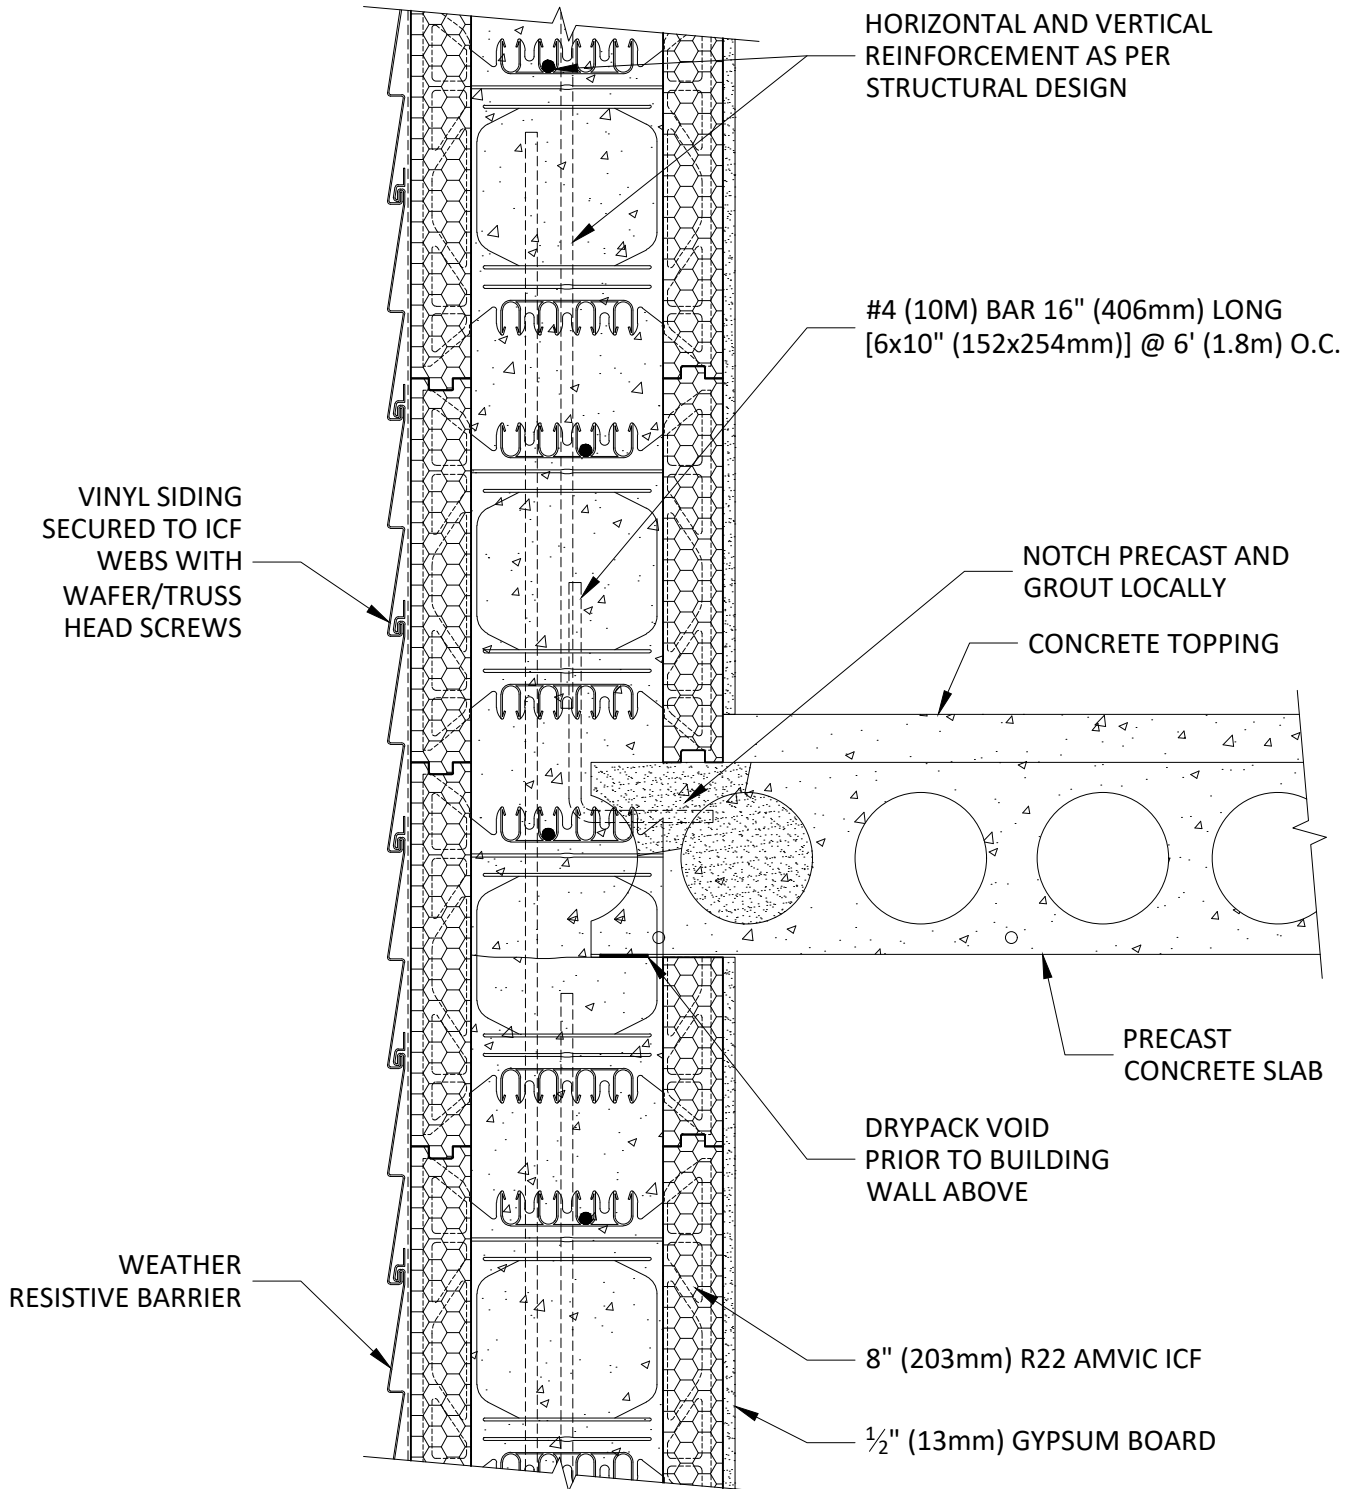 HORIZONTAL AND VERTICAL
REINFORCEMENT AS PER
STRUCTURAL DESIGN
#4 (10M) BAR 16" (406mm) LONG
[6x10" (152x254mm)] @ 6' (1.8m) O.C.
VINYL SIDING
SECURED TO ICF
WEBS WITH
WAFER/TRUSS
HEAD SCREWS
NOTCH PRECAST AND
GROUT LOCALLY
CONCRETE TOPPING
PRECAST
CONCRETE SLAB
DRYPACK VOID
PRIOR TO BUILDING
WALL ABOVE
WEATHER
RESISTIVE BARRIER
8" (203mm) R22 AMVIC ICF
½" (13mm) GYPSUM BOARD